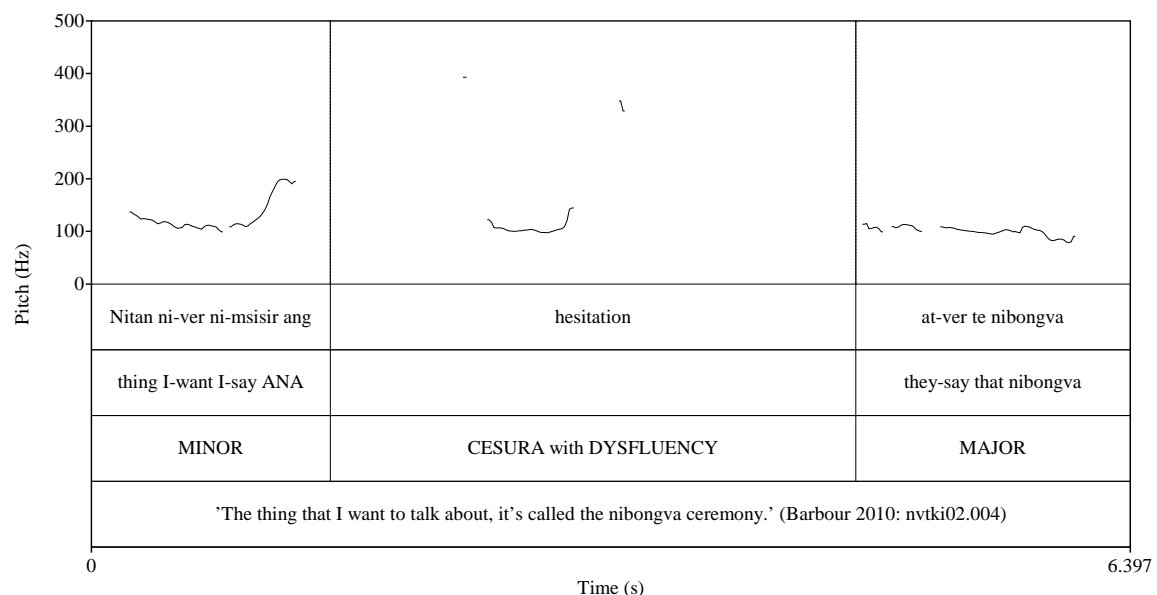 500
400
300
200
100
0
Pitch (Hz)
Nitan ni-ver ni-msisir ang hesitation at-ver te nibongva
thing I-want I-say ANA they-say that nibongva
MINOR CESURA with DYSFLUENCY MAJOR
’The thing that I want to talk about, it’s called the nibongva ceremony.’ (Barbour 2010: nvtki02.004)
0 6.397
Time (s)